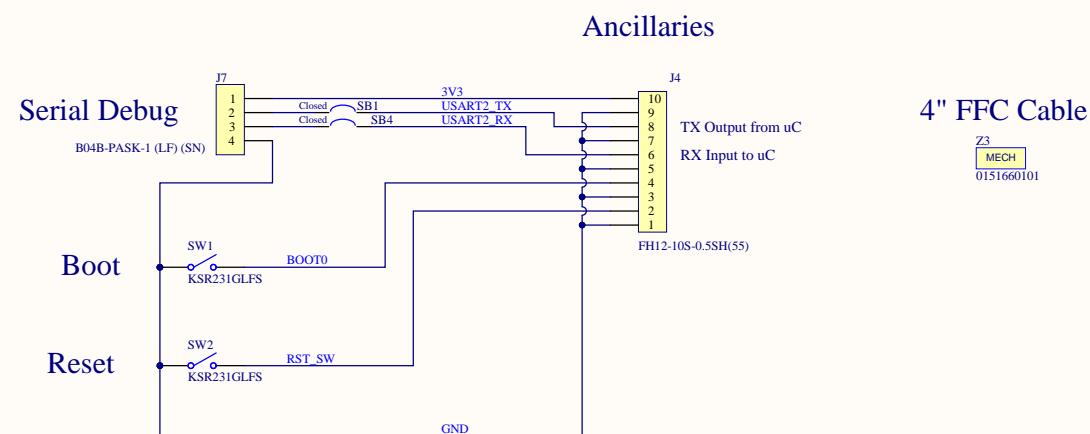 Ancillaries
J7
J4
Serial Debug
1
2
3
4
3V3
Closed
SB1
USART2_TX
Closed
SB4
USART2_RX
10
9
8
7
6
5
4
3
2
1
TX Output from uC
RX Input to uC
4" FFC Cable
Z3
MECH
0151660101
B04B-PASK-1 (LF) (SN)
FH12-10S-0.5SH(55)
Boot
SW1
BOOT0
KSR231GLFS
Reset
SW2
RST_SW
KSR231GLFS
GND